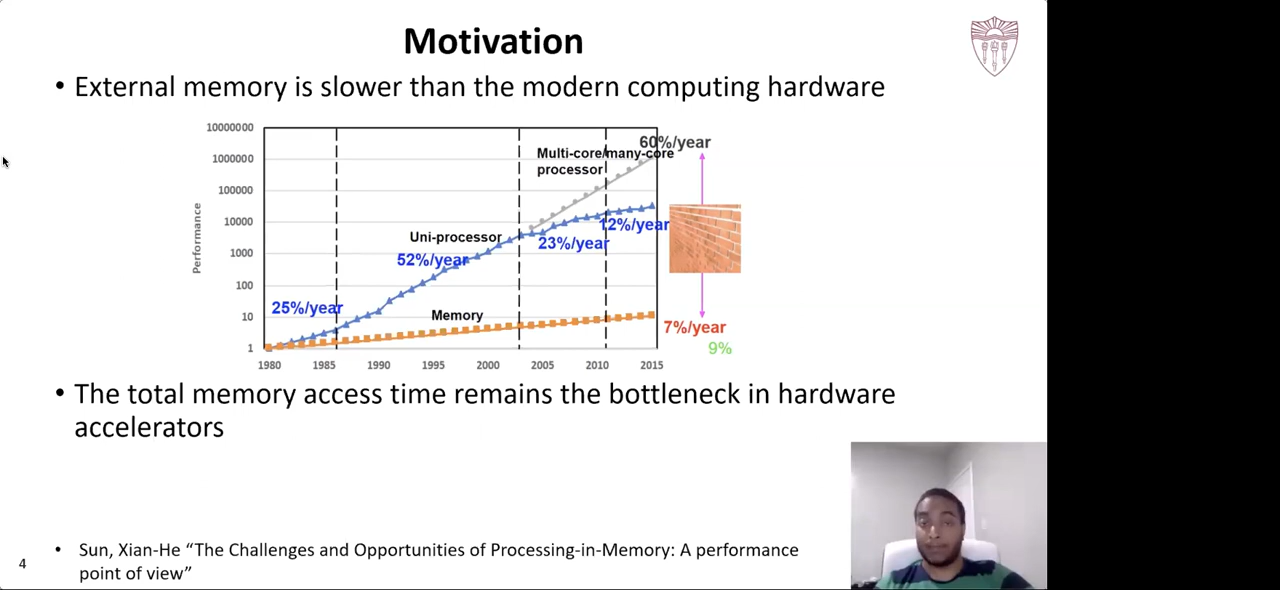 Motivation
• External memory is slower than the modern computing hardware
10000000
1000000
100000
10000
1000
100
10
1
Performance
1980 1985 1990 1995 2000 2005 2010 2015
60%/year
Multi-core/many-core
processor
Uni-processor
12%/year
23%/year
52%/year
25%/year
Memory
7%/year
9%
• The total memory access time remains the bottleneck in hardware
accelerators
• Sun, Xian-He “The Challenges and Opportunities of Processing-in-Memory: A performance
point of view”
4